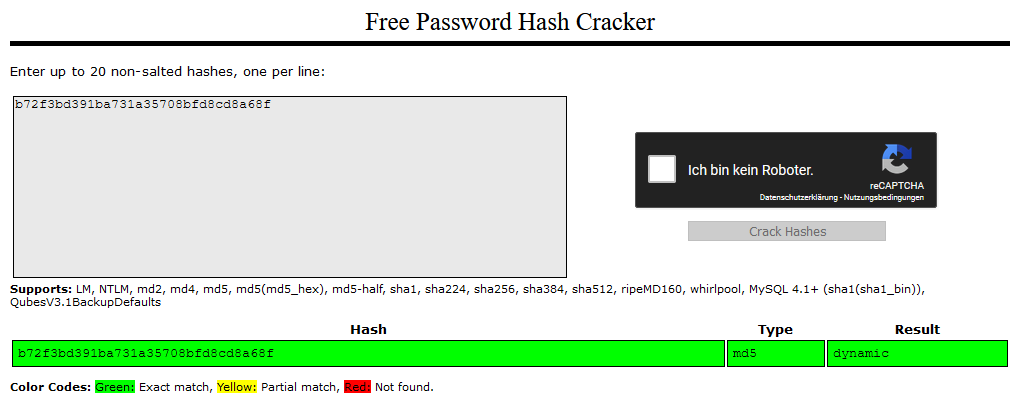 Free Password Hash Cracker
Enter up to 20 non-salted hashes, one per line:
b72f3bd391ba731a35708bfd8cd8a68f
Ich bin kein Roboter.
reCAPTCHA
Datenschutzerklärung - Nutzungsbedingungen
Crack Hashes
Supports: LM, NTLM, md2, md4, md5, md5(md5_hex), md5-half, sha1, sha224, sha256, sha384, sha512, ripeMD160, whirlpool, MySQL 4.1+ (sha1(sha1_bin)),
QubesV3.1BackupDefaults
Hash Type Result
b72f3bd391ba731a35708bfd8cd8a68f md5 dynamic
Color Codes: Green: Exact match, Yellow: Partial match, Red: Not found.